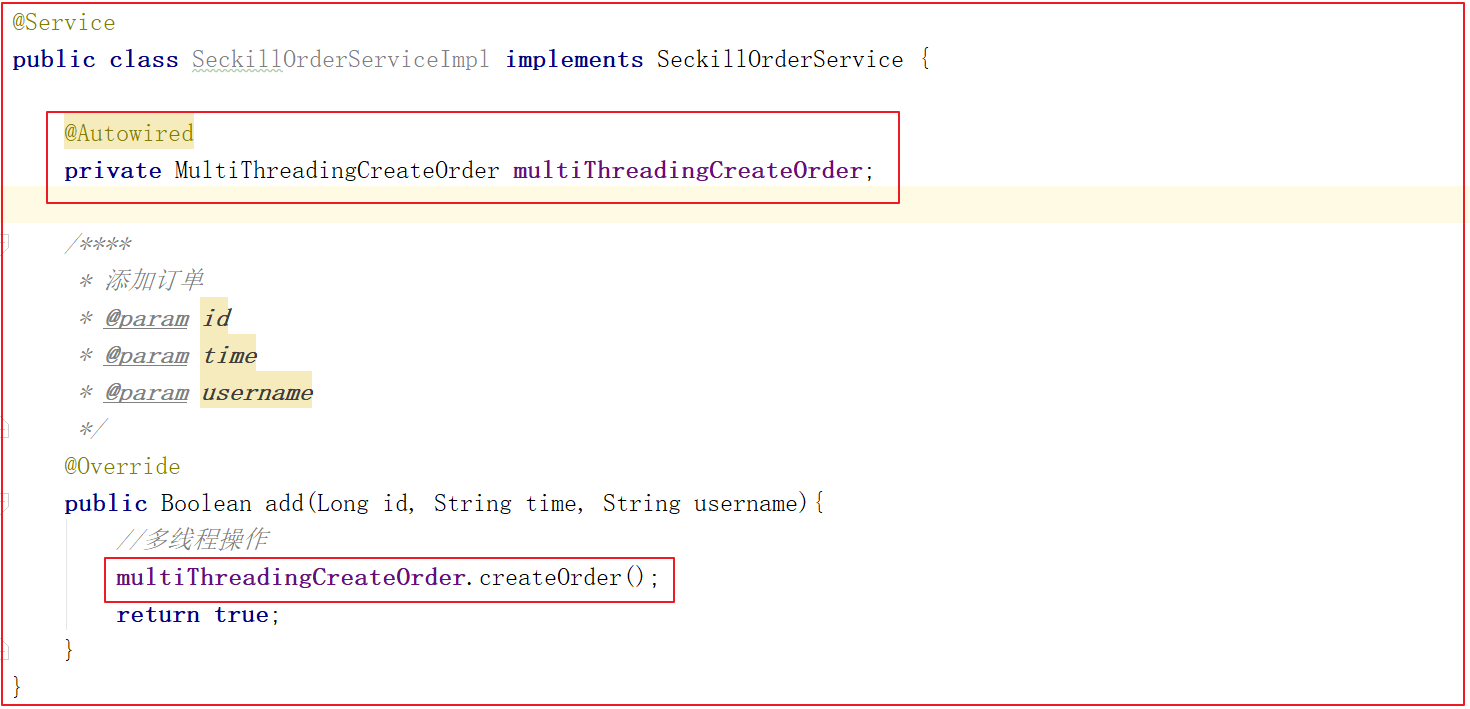 @Service
public class SeckillOrderServiceImpl implements SeckillOrderService {
@Autowired
private MultiThreadingCreateOrder multiThreadingCreateOrder;
/****
* 添加订单
* @param id
* @param time
* @param username
*/
@Override
public Boolean add(Long id, String time, String username){
//多线程操作
multiThreadingCreateOrder.createOrder();
return true;
}
}